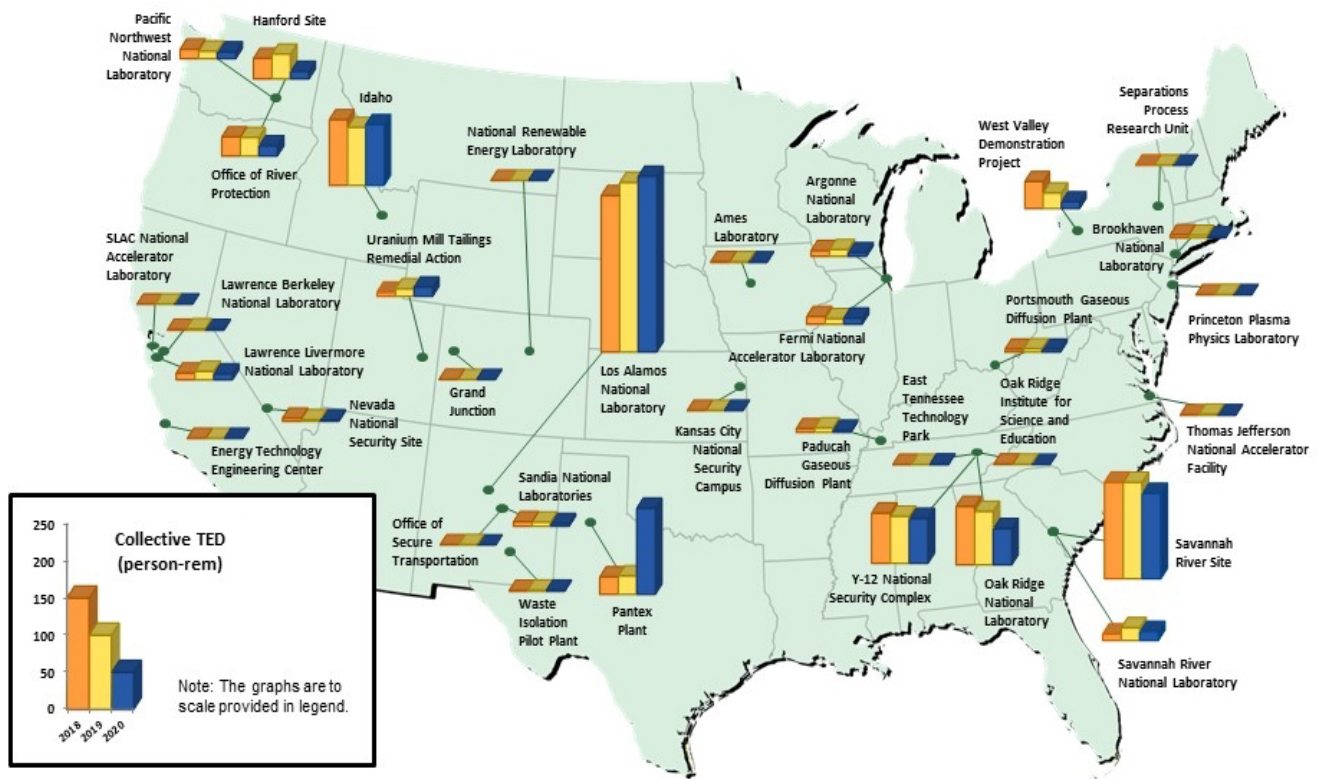 Pacific
Northwest
National
Laboratory
Hanford Site
Office of River
Protection
Idaho
National Renewable
Energy Laboratory
Uranium Mill Tailings
Remedial Action
SLAC National
Accelerator
Laboratory
Lawrence Berkeley
National Laboratory
Lawrence Livermore
National Laboratory
Grand
Junction
Nevada
National
Security Site
Energy Technology
Engineering Center
Los Alamos
National
Laboratory
Ames
Laboratory
Argonne
National
Laboratory
Fermi National
Accelerator Laboratory
West Valley
Demonstration
Project
Separations
Process
Research Unit
Brookhaven
National
Laboratory
Princeton Plasma
Physics Laboratory
Portsmouth Gaseous
Diffusion Plant
Kansas City
National
Security
Campus
Paducah
Gaseous
Diffusion Plant
East
Tennessee
Technology
Park
Oak Ridge
Institute for
Science and
Education
Thomas Jefferson
National Accelerator
Facility
Sandia National
Laboratories
Office of
Secure
Transportation
Waste
Isolation
Pilot Plant
Pantex
Plant
Y-12 National
Security Complex
Oak Ridge
National
Laboratory
Savannah
River Site
Savannah River
National Laboratory
Collective TED
(person-rem)
250
200
150
100
50
0
2018
2019
2020
Note: The graphs are to
scale provided in legend.